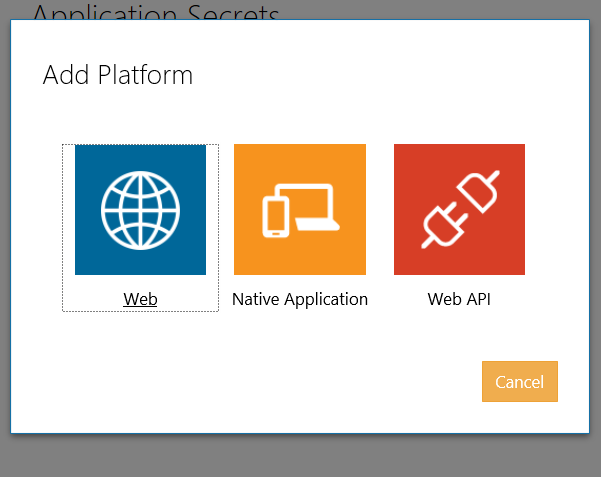 Application Secrets
Add Platform
Web
Native Application
Web API
Cancel